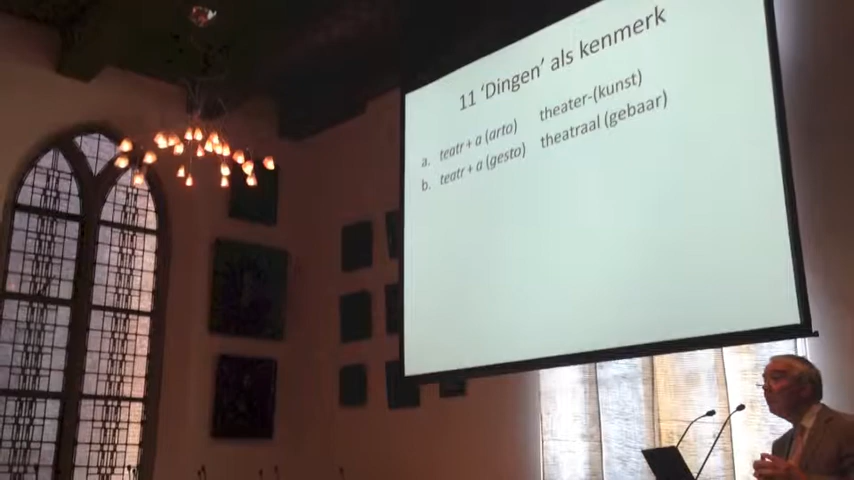 11 ‘Dingen’ als kenmerk
a. teatr + a (arto) theater-(kunst)
b. teatr + a (gesto) theatraal (gebaar)